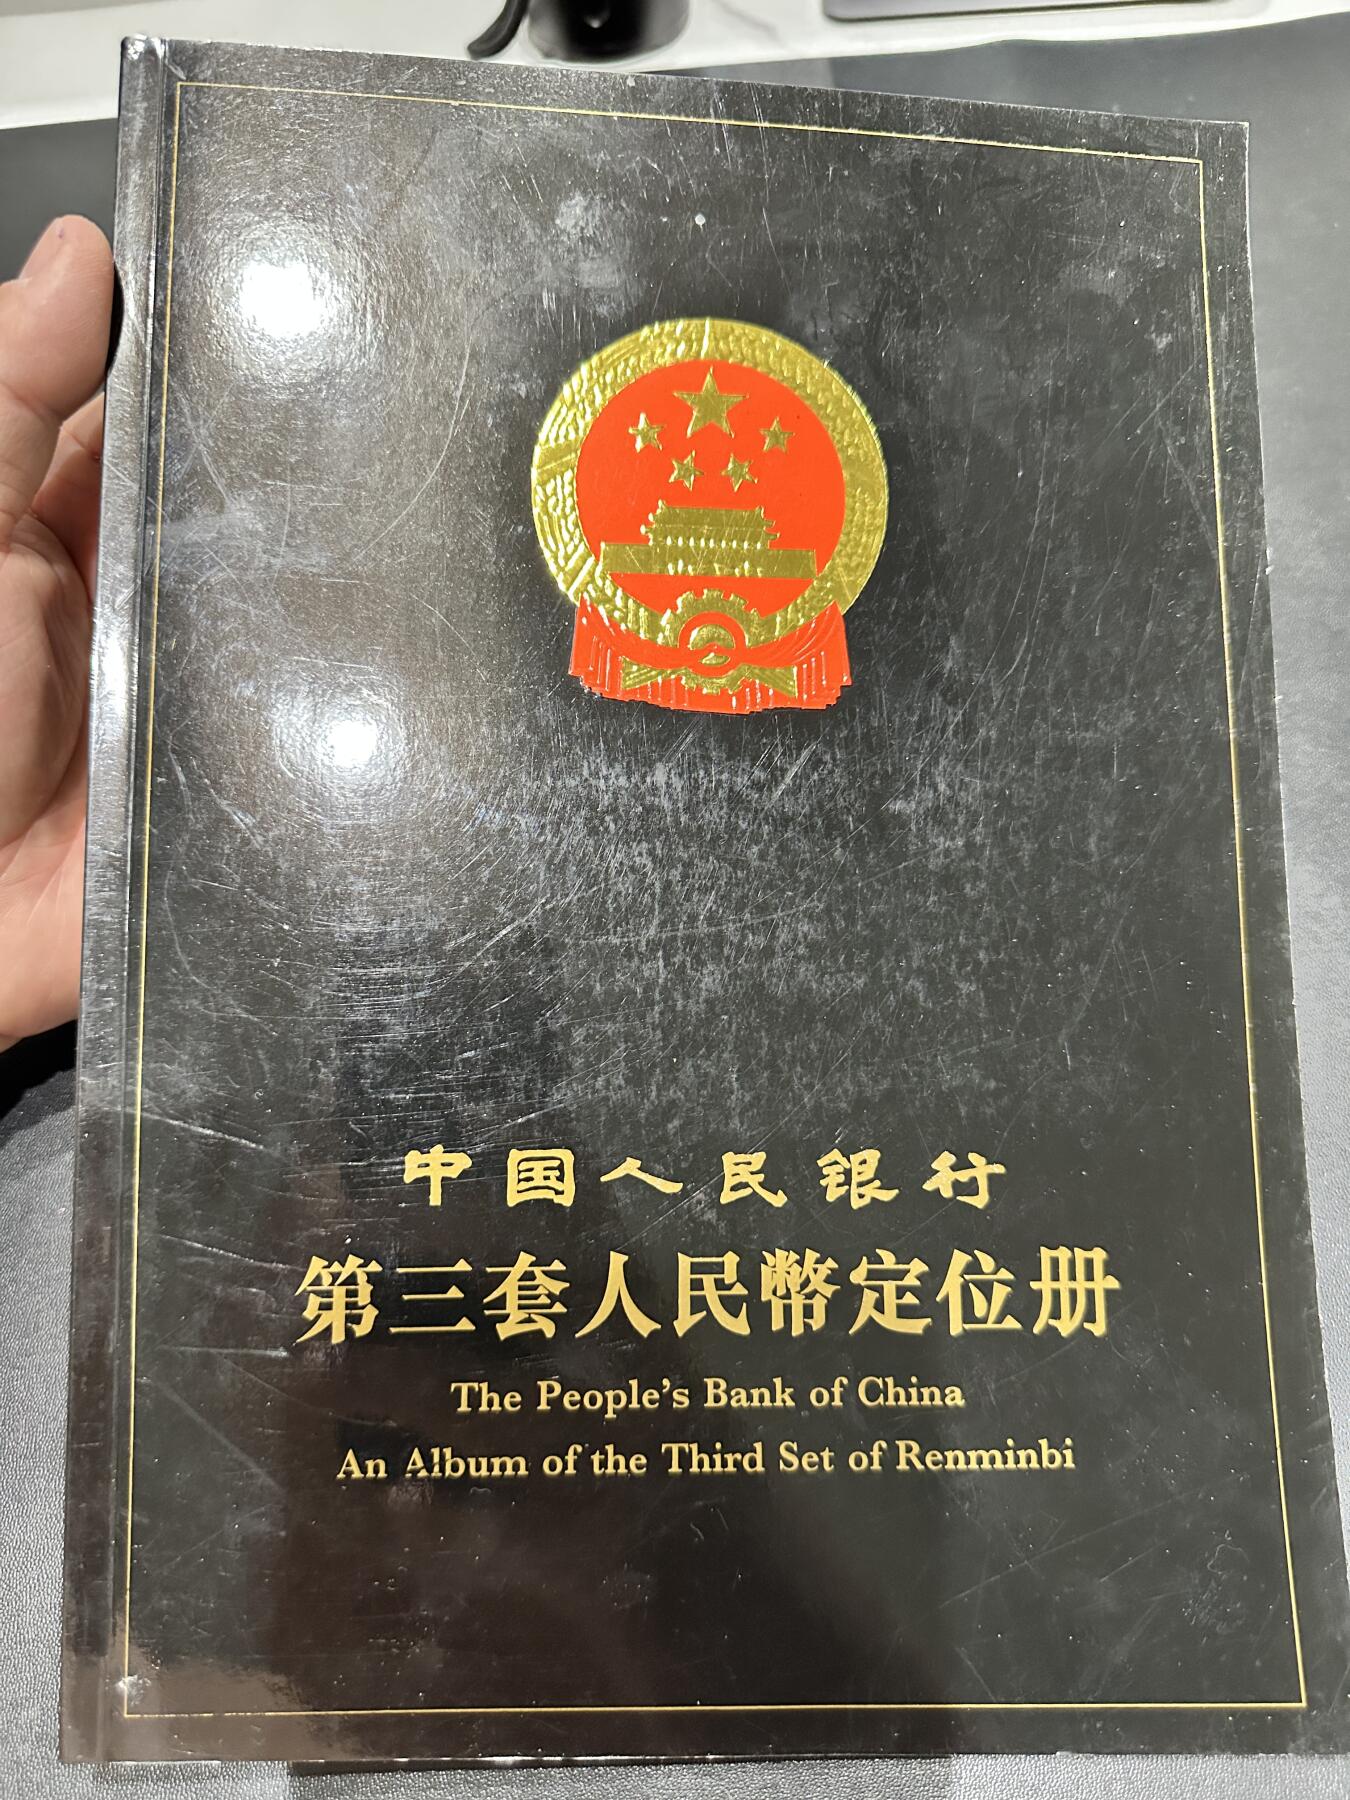 中国人民银行
第三套人民幣定位册
The People's Bank of China
An Album of the Third Set of Renminbi